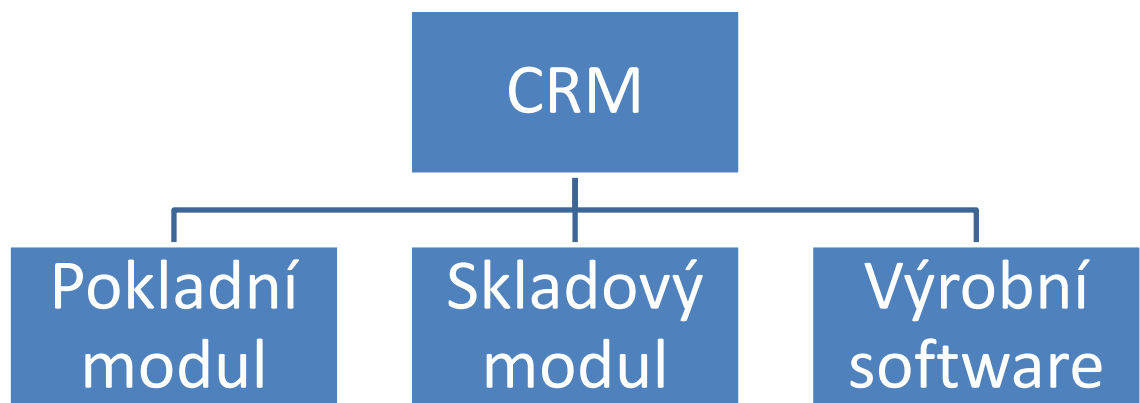 CRM
Pokladní
modul
Skladový
modul
Výrobní
software